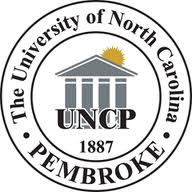 The University of North Carolina
UNCP
1887
PEMBROKE